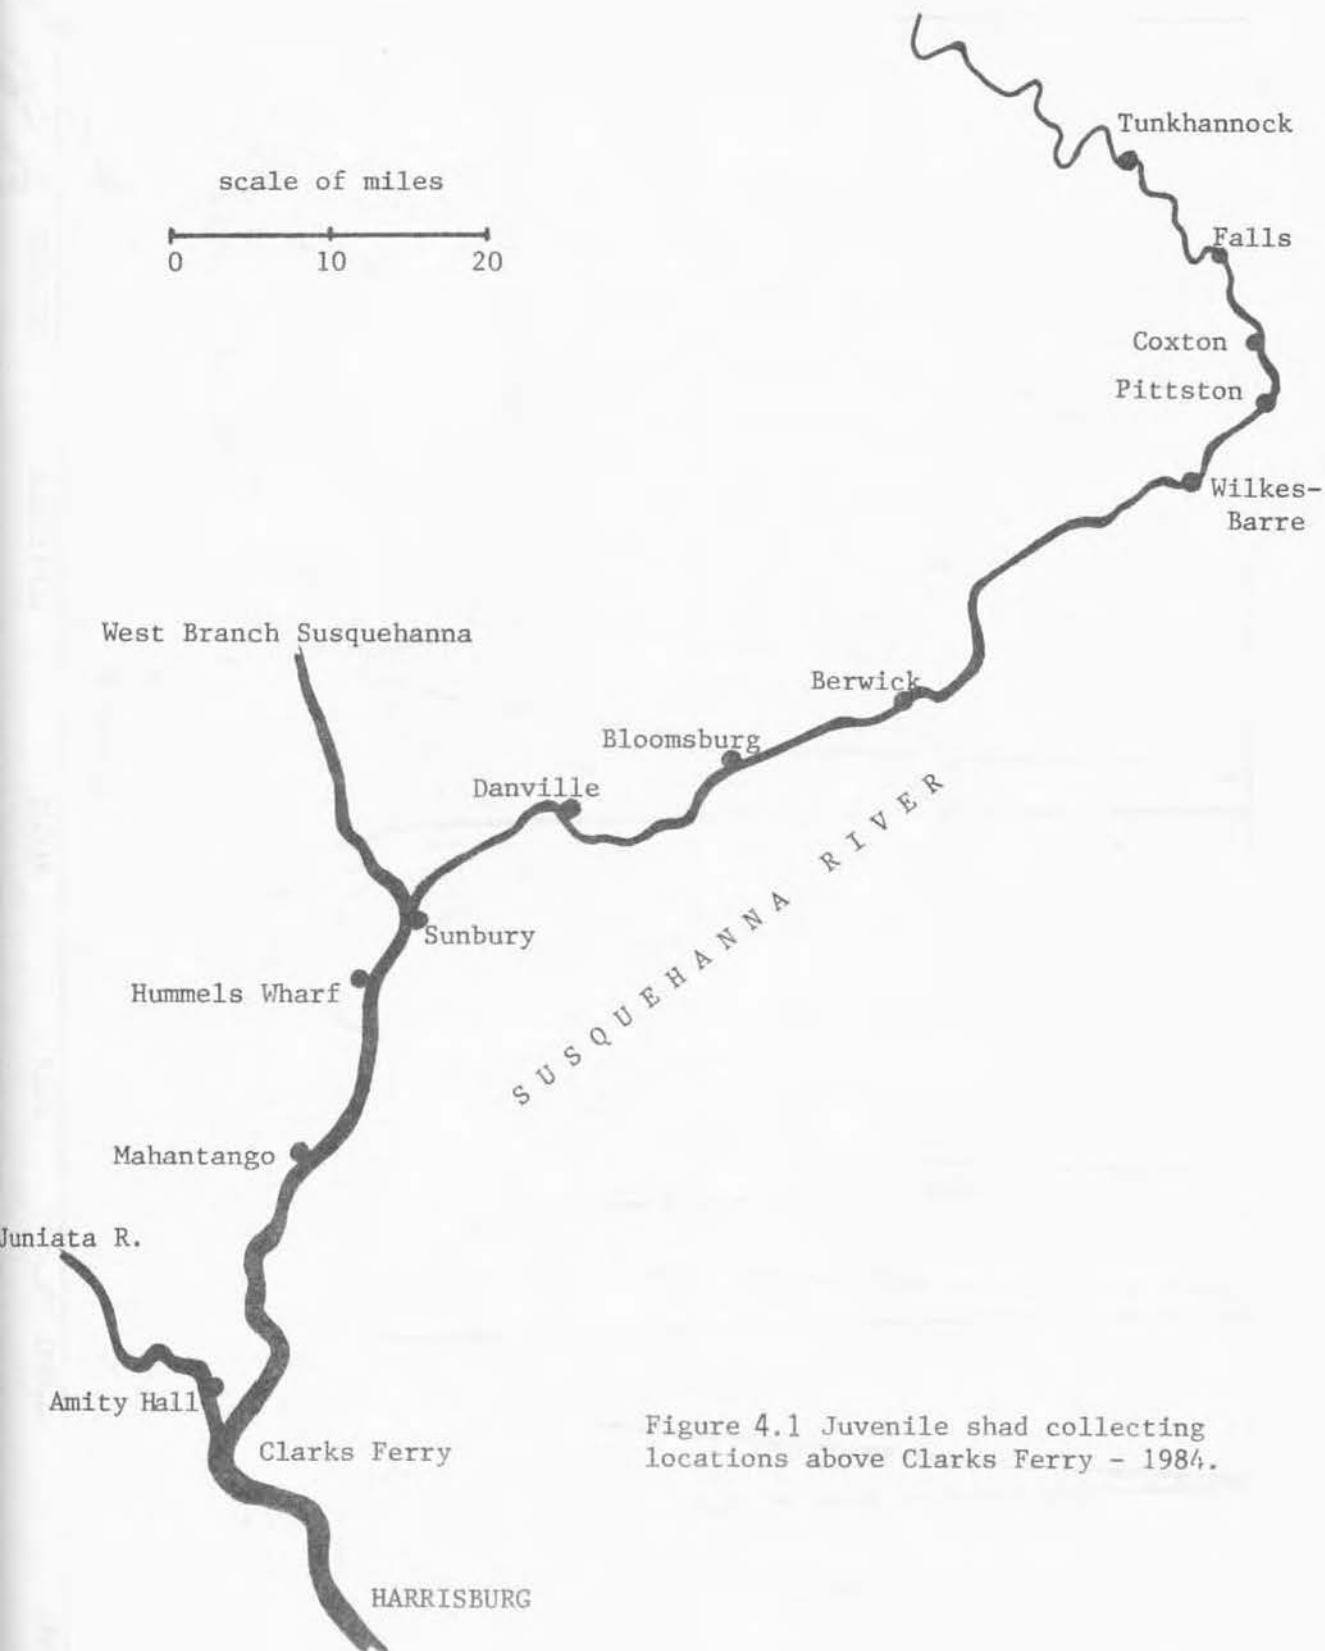 Tunkhannock
scale of miles
0 10 20
Falls
Coxton
Pittston
Wilkes-
Barre
West Branch Susquehanna
Berwick
Bloomsburg
Danville
SUSQUEHANNA RIVER
Sunbury
Hummels Wharf
Mahantango
Juniata R.
Amity Hall
Clarks Ferry
Figure 4.1 Juvenile shad collecting
locations above Clarks Ferry - 1984.
HARRISBURG